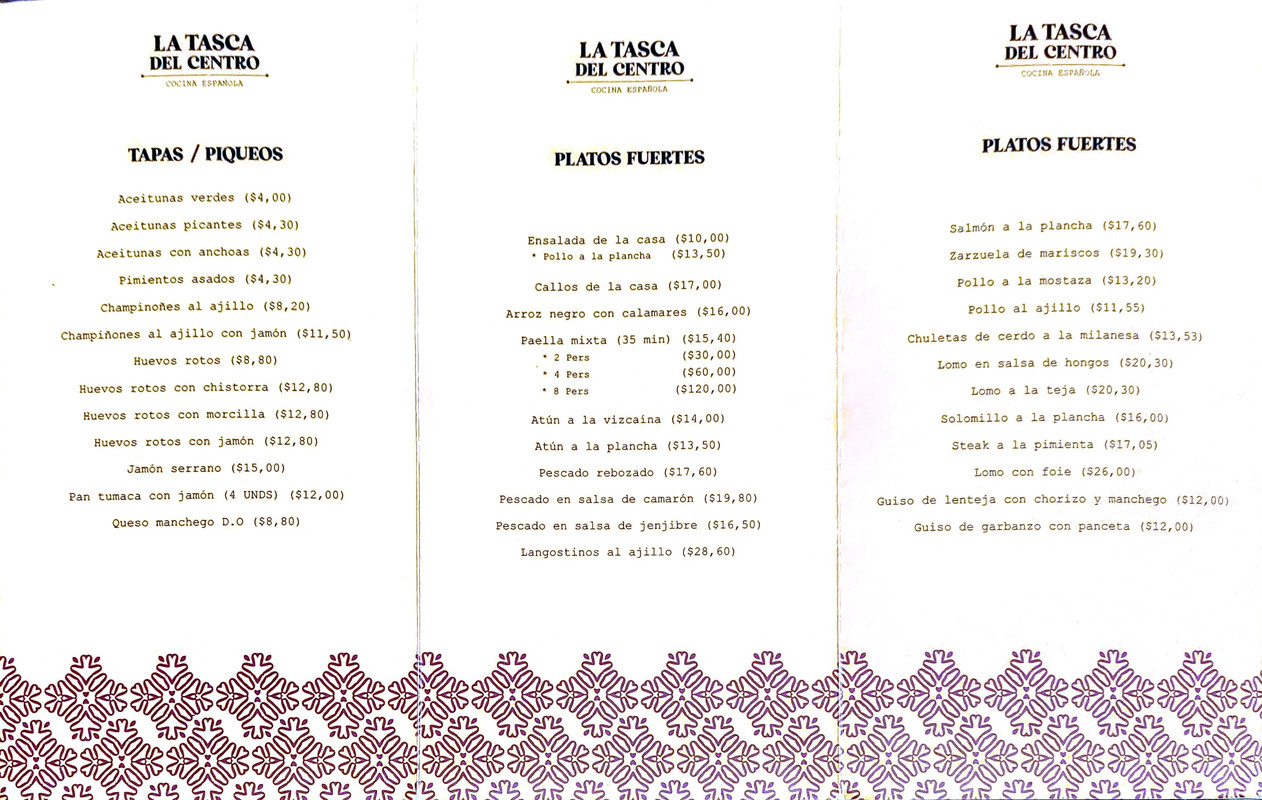 LA TASCA
DEL CENTRO
COCINA ESPAÑOLA
TAPAS / PIQUEOS
Aceitunas verdes ($4,00)
Aceitunas picantes ($4,30)
Aceitunas con anchoas ($4,30)
Pimientos asados ($4,30)
Champinoñes al ajillo ($8,20)
Champiñones al ajillo con jamón ($11,50)
Huevos rotos ($8,80)
Huevos rotos con chistorra ($12,80)
Huevos rotos con morcilla ($12,80)
Huevos rotos con jamón ($12,80)
Jamón serrano ($15,00)
Pan tumaca con jamón (4 UNDS) ($12,00)
Queso manchego D.O ($8,80)
LA TASCA
DEL CENTRO
COCINA ESPAÑOLA
PLATOS FUERTES
Ensalada de la casa ($10,00)
* Pollo a la plancha ($13,50)
Callos de la casa ($17,00)
Arroz negro con calamares ($16,00)
Paella mixta (35 min) ($15,40)
* 2 Pers ($30,00)
* 4 Pers ($60,00)
* 8 Pers ($120,00)
Atún a la vizcaína ($14,00)
Atún a la plancha ($13,50)
Pescado rebozado ($17,60)
Pescado en salsa de camarón ($19,80)
Pescado en salsa de jenjibre ($16,50)
Langostinos al ajillo ($28,60)
LA TASCA
DEL CENTRO
COCINA ESPAÑOLA
PLATOS FUERTES
Salmón a la plancha ($17,60)
Zarzuela de mariscos ($19,30)
Pollo a la mostaza ($13,20)
Pollo al ajillo ($11,55)
Chuletas de cerdo a la milanesa ($13,53)
Lomo en salsa de hongos ($20,30)
Lomo a la teja ($20,30)
Solomillo a la plancha ($16,00)
Steak a la pimienta ($17,05)
Lomo con foie ($26,00)
Guiso de lenteja con chorizo y manchego ($12,00)
Guiso de garbanzo con panceta ($12,00)